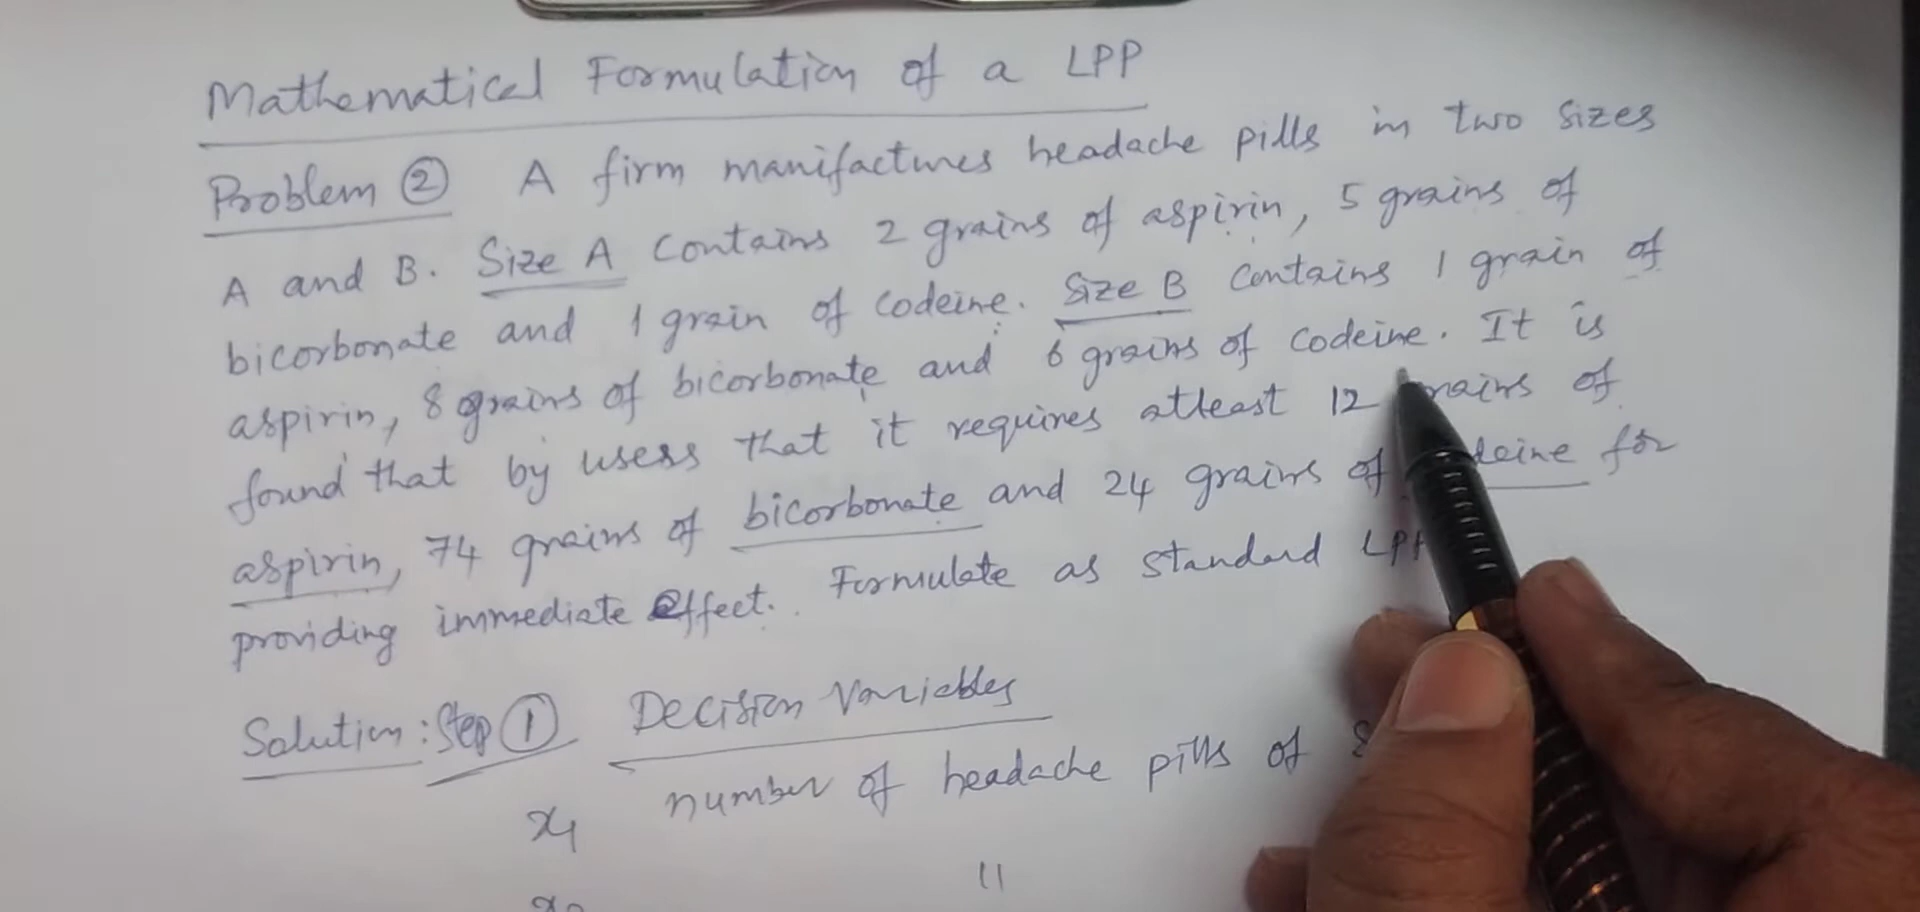 Mathematical Formulation of a LPP
Problem ② A firm manifactures headache pills in two sizes
A and B. Size A contains 2 grains of aspirin, 5 grains of
bicorbonate and 1 grain of codeine. Size B contains 1 grain of
aspirin, 8 grains of bicorbonate and 6 grains of codeine. It is
found that by usess that it requires atleast 12 of
aspirin, 74 grains of bicorbonate and 24 grains of for
providing immediate effect. Formulate as standard
Solution: Step ① Decision Variables
x₁ number of headache pills of
x₂ 11